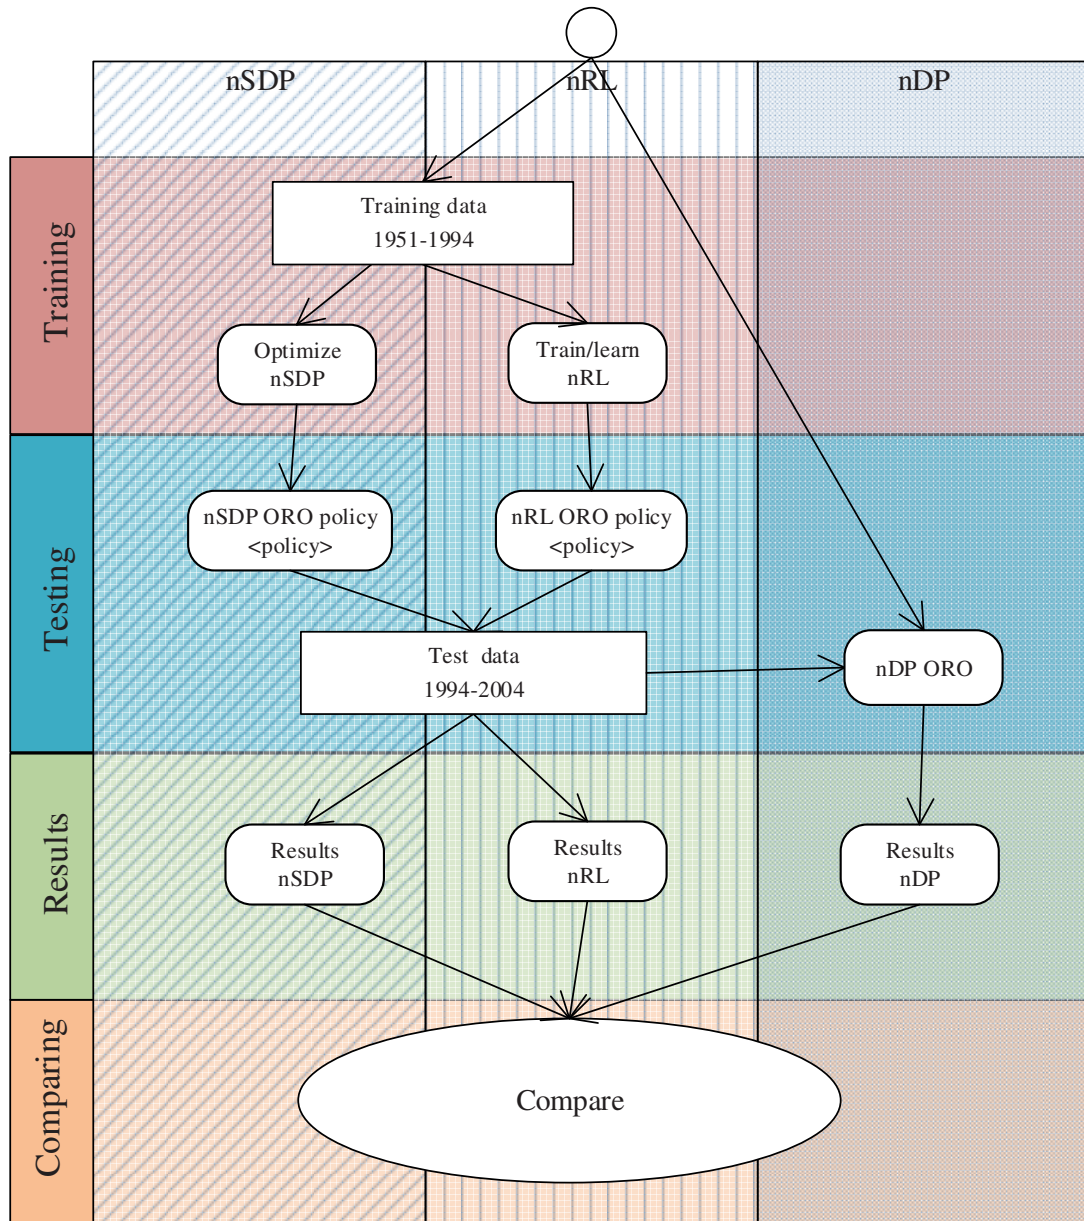 nSDP
nRL
nDP
Training
Training data
1951-1994
Optimize
nSDP
Train/learn
nRL
Testing
nSDP ORO policy
<policy>
nRL ORO policy
<policy>
Test data
1994-2004
nDP ORO
Results
Results
nSDP
Results
nRL
Results
nDP
Comparing
Compare